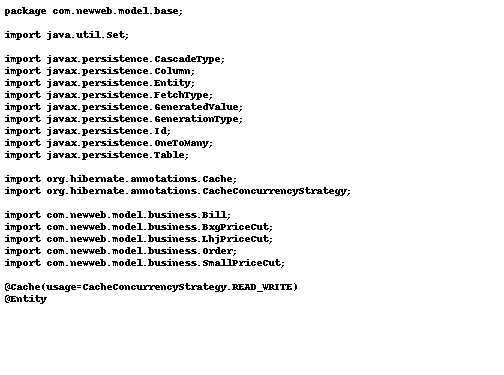 package com.newweb.model.base;
import java.util.Set;
import javax.persistence.CascadeType;
import javax.persistence.Column;
import javax.persistence.Entity;
import javax.persistence.FetchType;
import javax.persistence.GeneratedValue;
import javax.persistence.GenerationType;
import javax.persistence.Id;
import javax.persistence.OneToMany;
import javax.persistence.Table;
import org.hibernate.annotations.Cache;
import org.hibernate.annotations.CacheConcurrencyStrategy;
import com.newweb.model.business.Bill;
import com.newweb.model.business.BxgPriceCut;
import com.newweb.model.business.LhjPriceCut;
import com.newweb.model.business.Order;
import com.newweb.model.business.SmallPriceCut;
@Cache(usage=CacheConcurrencyStrategy.READ_WRITE)
@Entity